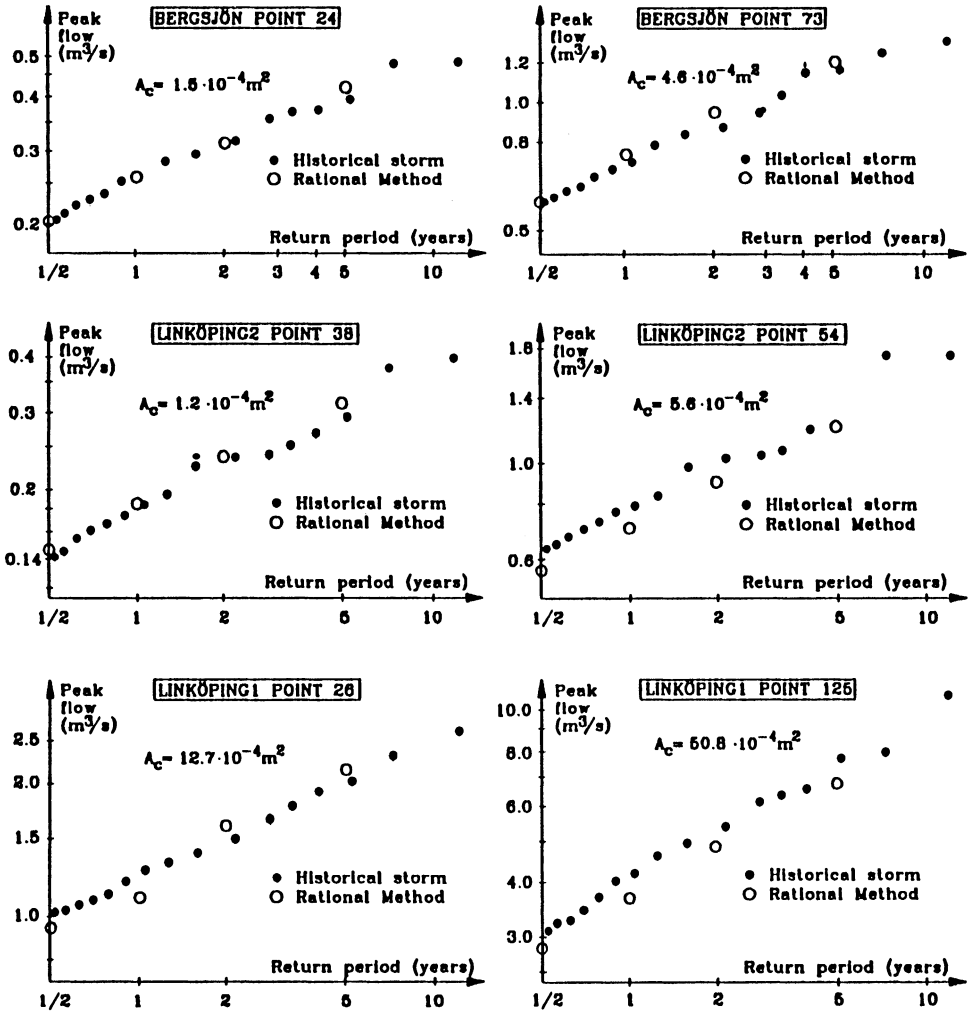 BERGSJÖN POINT 24
Peak
flow
(m³/s)
A_c = 1.5·10⁻⁴m²
0.5
0.4
0.3
0.2
Historical storm
Rational Method
Return period (years)
1/2 1 2 3 4 5 10
BERGSJÖN POINT 73
Peak
flow
(m³/s)
A_c = 4.6·10⁻⁴m²
1.2
1.0
0.8
0.5
Historical storm
Rational Method
Return period (years)
1/2 1 2 3 4 5 10
LINKÖPING2 POINT 38
Peak
flow
(m³/s)
A_c = 1.2·10⁻⁴m²
0.4
0.3
0.2
0.14
Historical storm
Rational Method
Return period (years)
1/2 1 2 5 10
LINKÖPING2 POINT 54
Peak
flow
(m³/s)
A_c = 5.6·10⁻⁴m²
1.8
1.4
1.0
0.6
Historical storm
Rational Method
Return period (years)
1/2 1 2 5 10
LINKÖPING1 POINT 26
Peak
flow
(m³/s)
A_c = 12.7·10⁻⁴m²
2.5
2.0
1.5
1.0
Historical storm
Rational Method
Return period (years)
1/2 1 2 5 10
LINKÖPING1 POINT 125
Peak
flow
(m³/s)
A_c = 50.8·10⁻⁴m²
10.0
8.0
6.0
4.0
3.0
Historical storm
Rational Method
Return period (years)
1/2 1 2 5 10